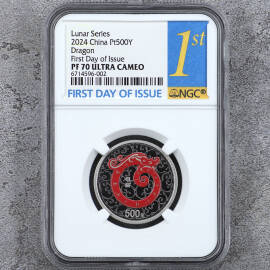 Lunar Series
2024 China Pt500Y
Dragon
First Day of Issue
PF 70 ULTRA CAMEO
6714596-002
1st
FIRST DAY OF ISSUE
NGC
500